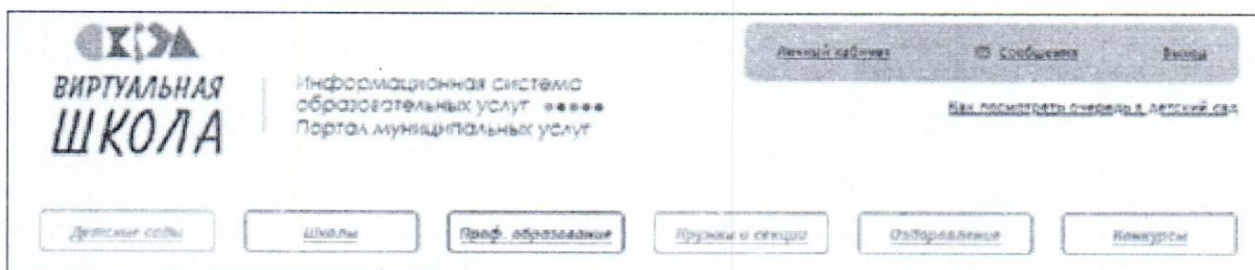 ВИРТУАЛЬНАЯ
ШКОЛА
Информационная система
образовательных услуг
Портал муниципальных услуг
Личный кабинет
Сообщения
Выход
Как посмотреть очередь в детский сад
Детские сады
Школы
Проф. образование
Кружки и секции
Оздоровление
Конкурсы